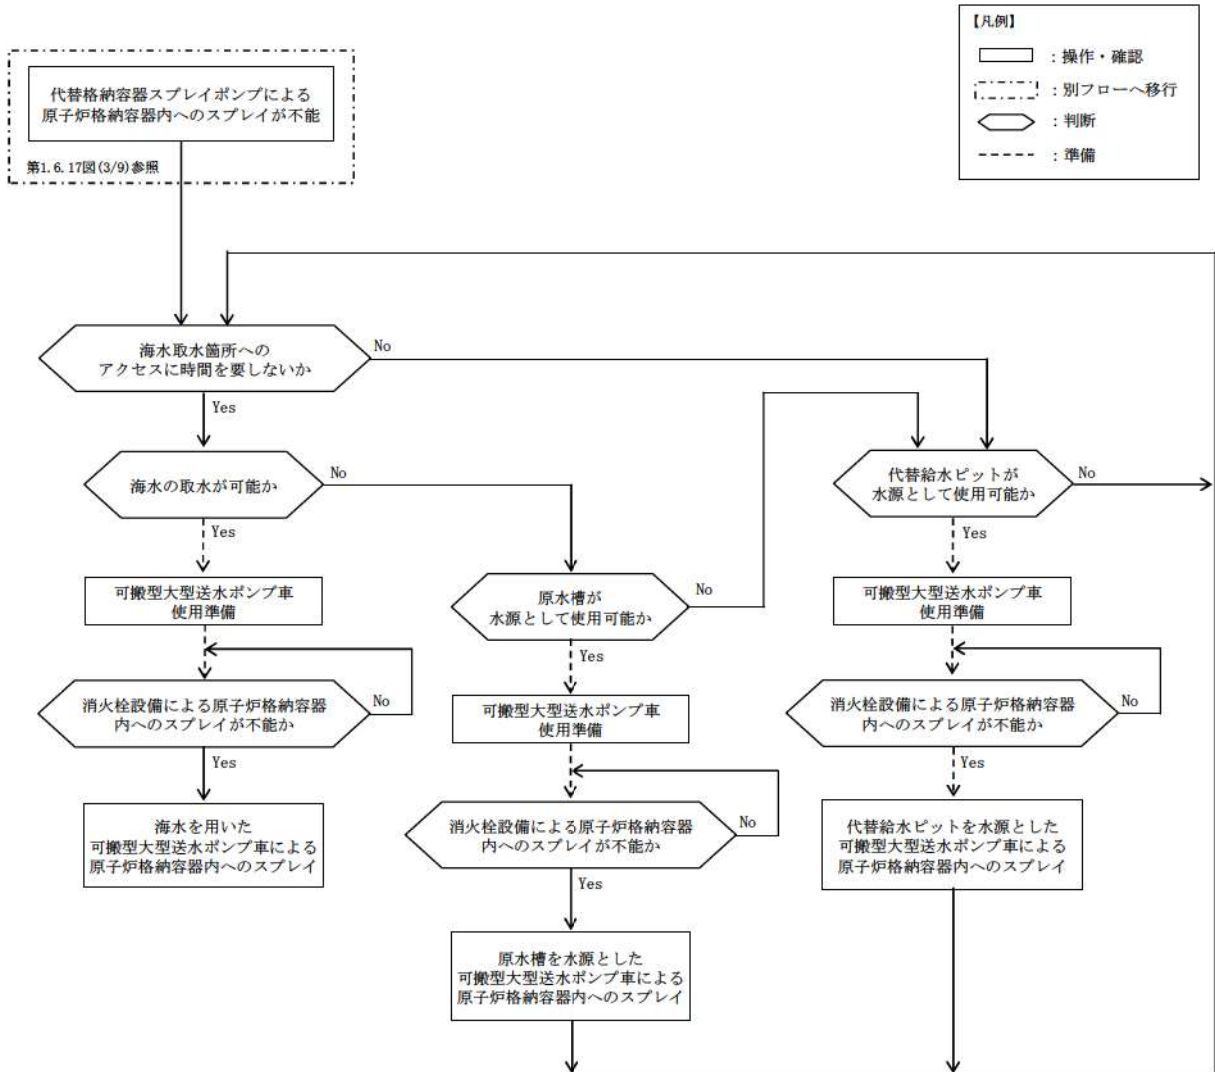 【凡例】
：操作・確認
：別フローへ移行
：判断
：準備
代替格納容器スプレイポンプによる
原子炉格納容器内へのスプレイが不能
第1.6.17図(3/9)参照
海水取水箇所への
アクセスに時間を要しないか
No
Yes
海水の取水が可能か
No
Yes
可搬型大型送水ポンプ車
使用準備
消火栓設備による原子炉格納容器
内へのスプレイが不能か
No
Yes
海水を用いた
可搬型大型送水ポンプ車による
原子炉格納容器内へのスプレイ
原水槽が
水源として使用可能か
No
Yes
可搬型大型送水ポンプ車
使用準備
消火栓設備による原子炉格納容器
内へのスプレイが不能か
No
Yes
原水槽を水源とした
可搬型大型送水ポンプ車による
原子炉格納容器内へのスプレイ
代替給水ピットが
水源として使用可能か
No
Yes
可搬型大型送水ポンプ車
使用準備
消火栓設備による原子炉格納容器
内へのスプレイが不能か
No
Yes
代替給水ピットを水源とした
可搬型大型送水ポンプ車による
原子炉格納容器内へのスプレイ